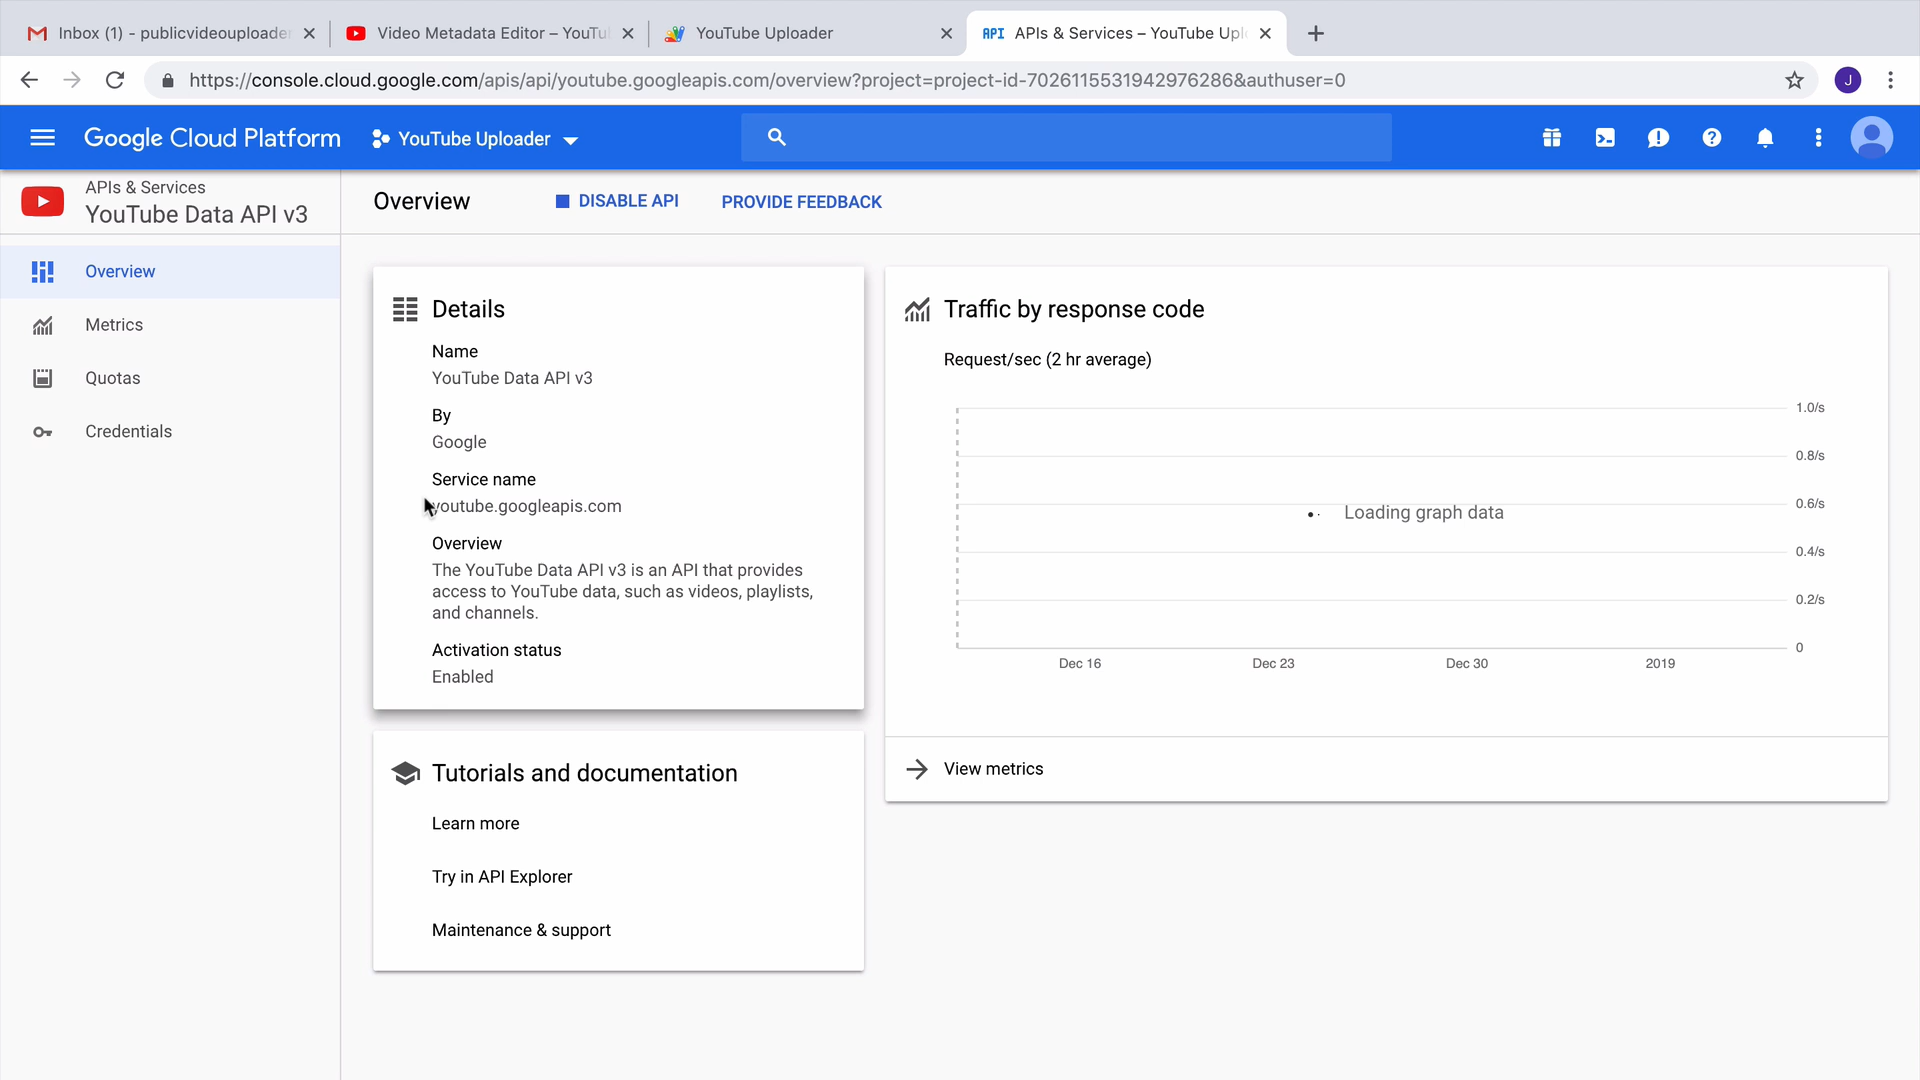 Inbox (1) - publicvideouploade
Video Metadata Editor – YouTu
YouTube Uploader
API APIs & Services – YouTube Upl
https://console.cloud.google.com/apis/api/youtube.googleapis.com/overview?project=project-id-7026115531942976286&authuser=0
J
Google Cloud Platform
YouTube Uploader
APIs & Services
YouTube Data API v3
Overview
DISABLE API
PROVIDE FEEDBACK
Overview
Metrics
Quotas
Credentials
Details
Name
YouTube Data API v3
By
Google
Service name
youtube.googleapis.com
Overview
The YouTube Data API v3 is an API that provides
access to YouTube data, such as videos, playlists,
and channels.
Activation status
Enabled
Tutorials and documentation
Learn more
Try in API Explorer
Maintenance & support
Traffic by response code
Request/sec (2 hr average)
1.0/s
0.8/s
0.6/s
Loading graph data
0.4/s
0.2/s
0
Dec 16
Dec 23
Dec 30
2019
View metrics